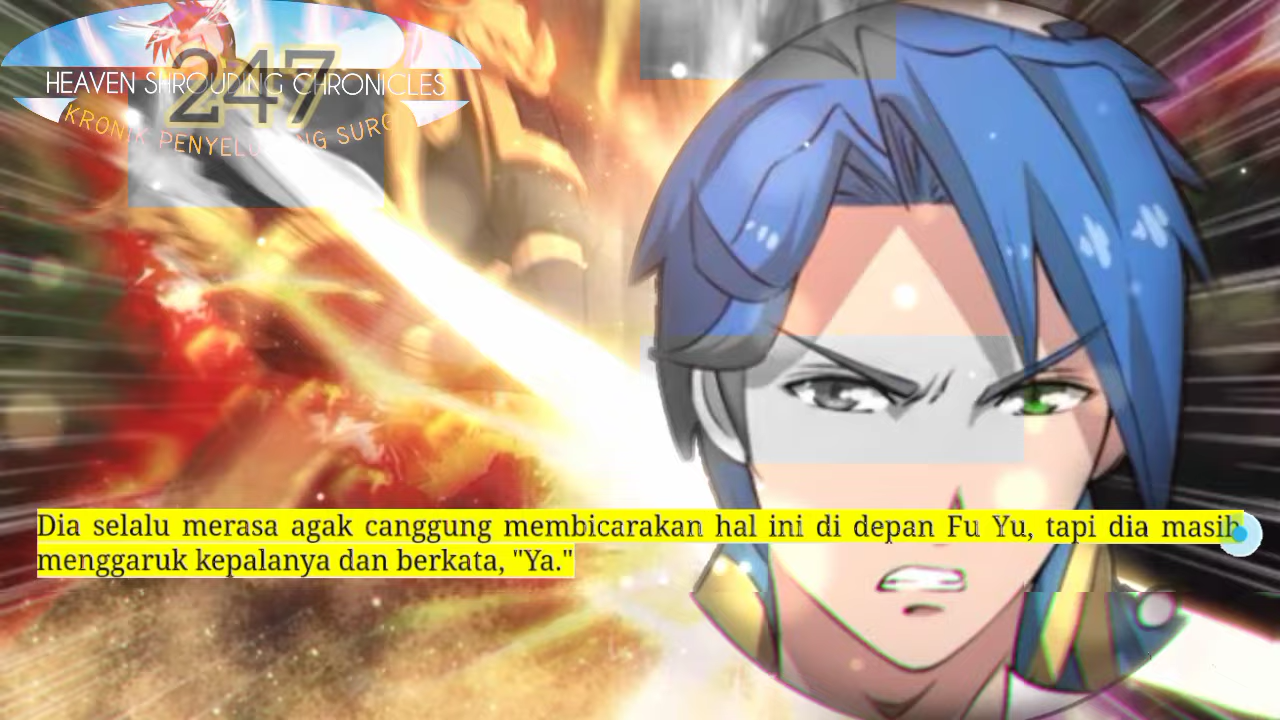 247
HEAVEN SHROUDING CHRONICLES
KRONIK PENYELUBUNG SURGA
Dia selalu merasa agak canggung membicarakan hal ini di depan Fu Yu, tapi dia masih
menggaruk kepalanya dan berkata, "Ya."